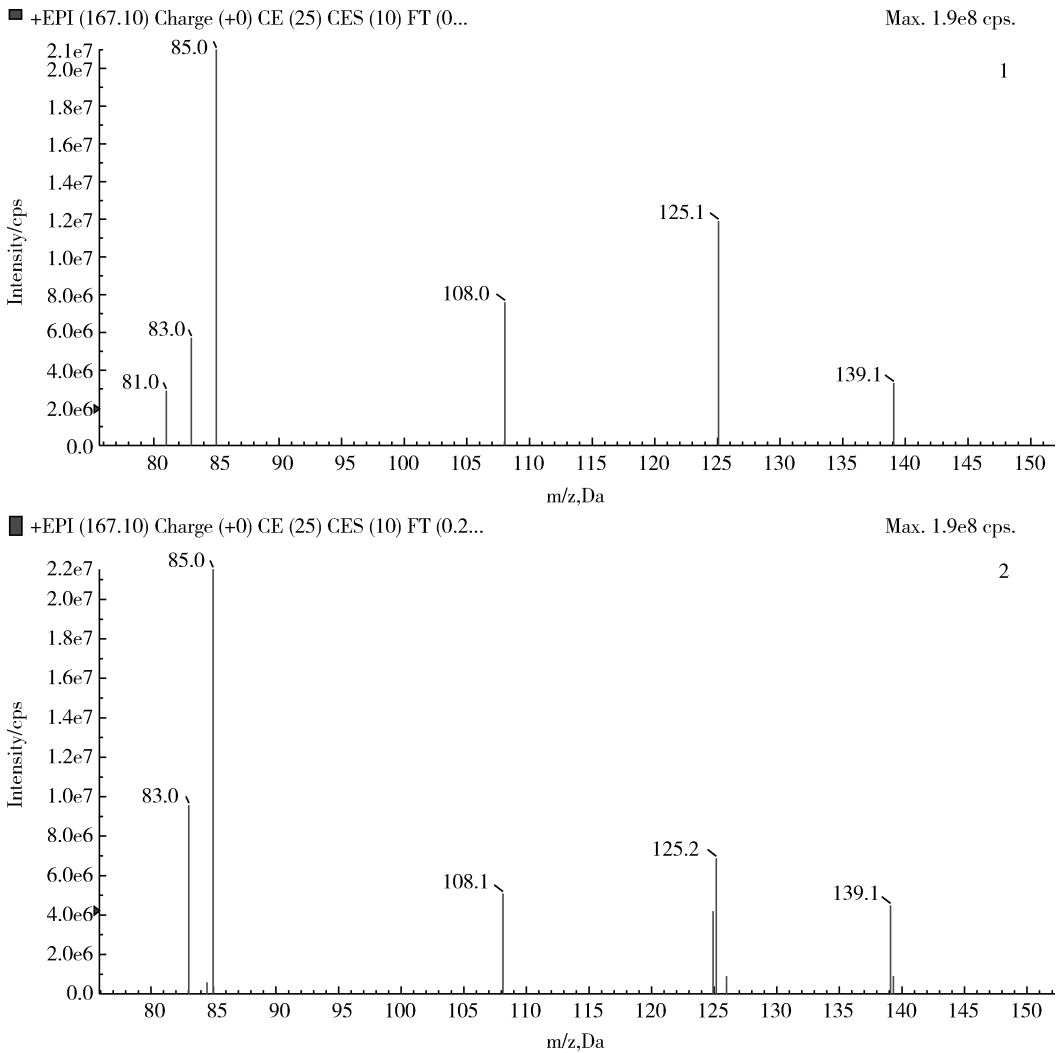 +EPI (167.10) Charge (+0) CE (25) CES (10) FT (0...
Max. 1.9e8 cps.
1
2.1e7
2.0e7
1.8e7
1.6e7
1.4e7
1.2e7
1.0e7
8.0e6
6.0e6
4.0e6
2.0e6
0.0
Intensity/cps
85.0
125.1
108.0
83.0
81.0
139.1
80 85 90 95 100 105 110 115 120 125 130 135 140 145 150
m/z,Da
+EPI (167.10) Charge (+0) CE (25) CES (10) FT (0.2...
Max. 1.9e8 cps.
2
2.2e7
2.0e7
1.8e7
1.6e7
1.4e7
1.2e7
1.0e7
8.0e6
6.0e6
4.0e6
2.0e6
0.0
Intensity/cps
85.0
83.0
125.2
108.1
139.1
80 85 90 95 100 105 110 115 120 125 130 135 140 145 150
m/z,Da